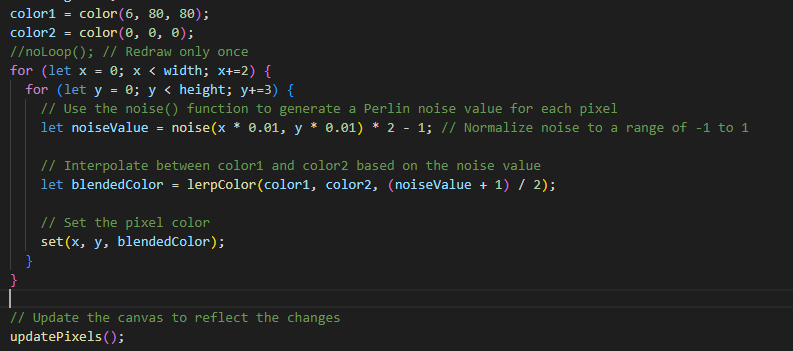 color1 = color(6, 80, 80);
color2 = color(0, 0, 0);
//noLoop(); // Redraw only once
for (let x = 0; x < width; x+=2) {
for (let y = 0; y < height; y+=3) {
// Use the noise() function to generate a Perlin noise value for each pixel
let noiseValue = noise(x * 0.01, y * 0.01) * 2 - 1; // Normalize noise to a range of -1 to 1
// Interpolate between color1 and color2 based on the noise value
let blendedColor = lerpColor(color1, color2, (noiseValue + 1) / 2);
// Set the pixel color
set(x, y, blendedColor);
}
}
// Update the canvas to reflect the changes
updatePixels();